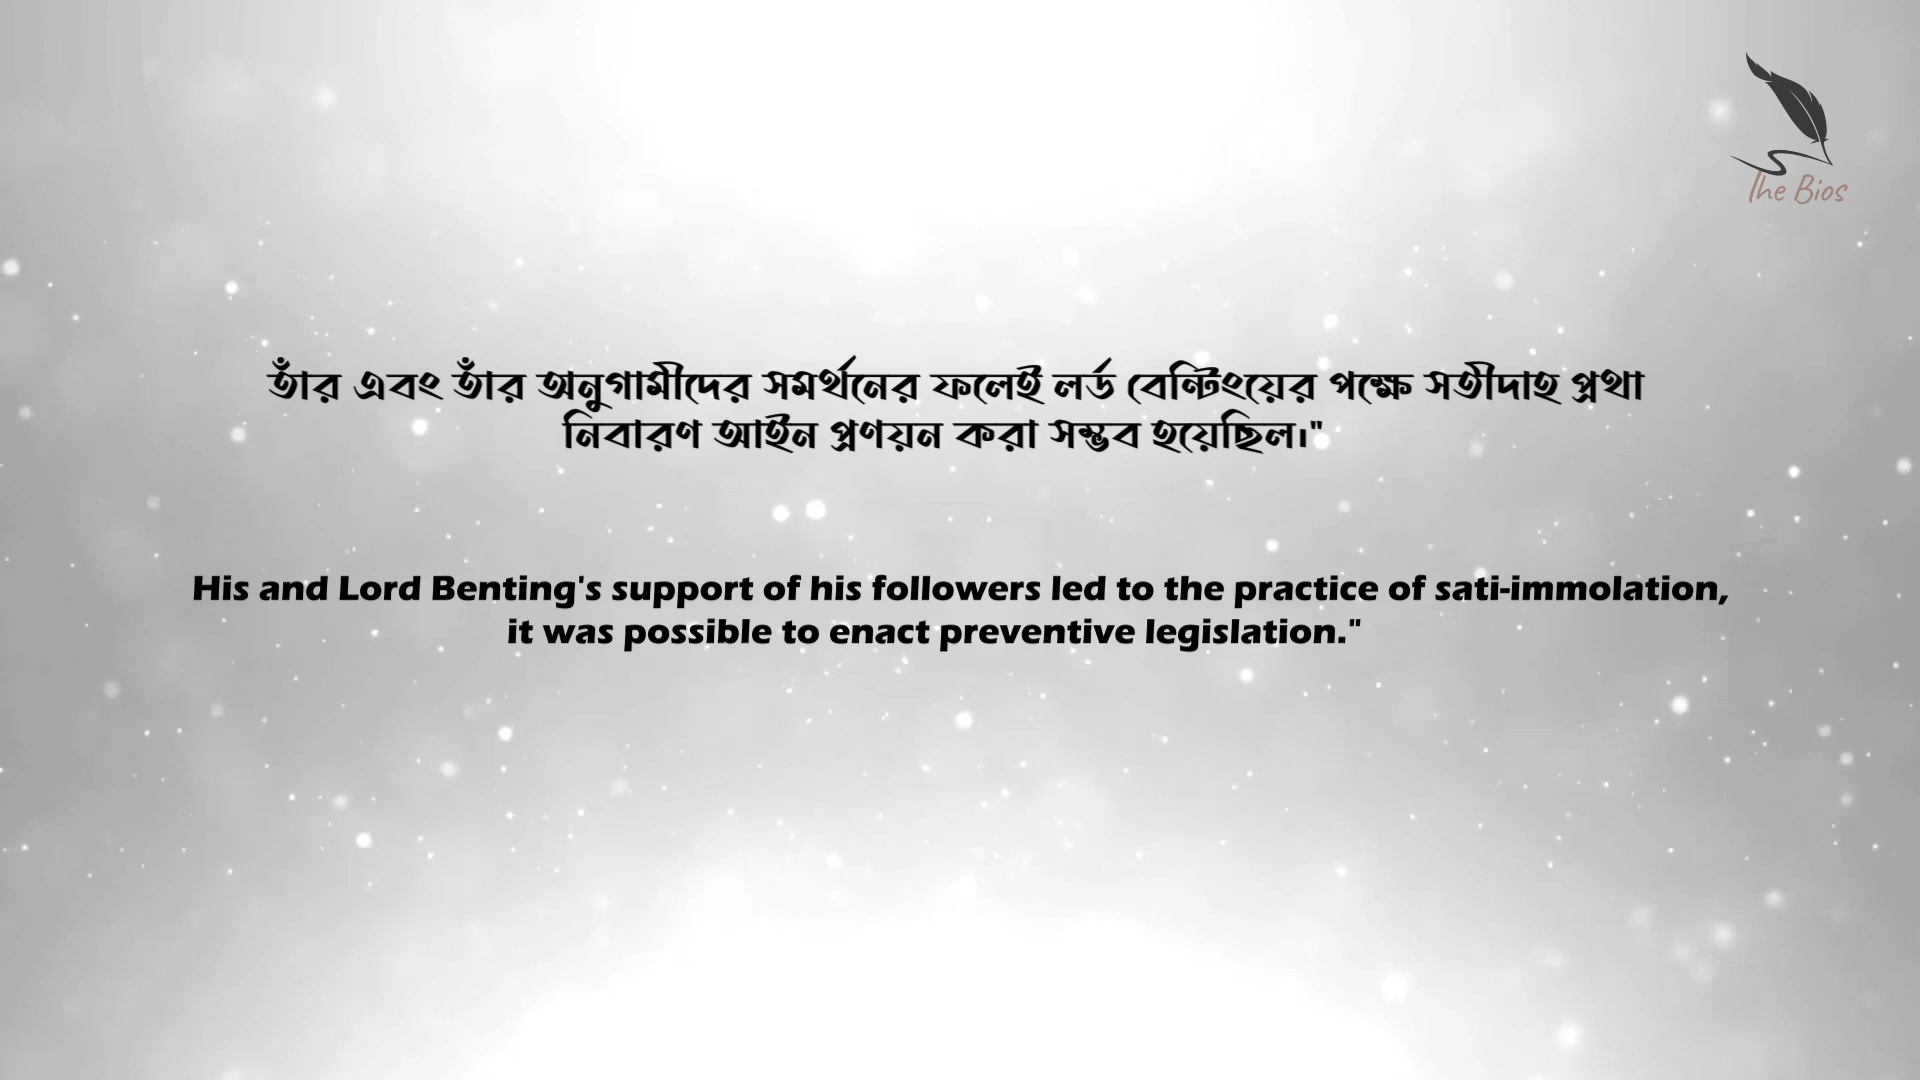 The Bios
তাঁর এবং তাঁর অনুগামীদের সমর্থনের ফলেই লর্ড বেন্টিংয়ের পক্ষে সতীদাহ প্রথা
নিবারণ আইন প্রণয়ন করা সম্ভব হয়েছিল।"
His and Lord Benting's support of his followers led to the practice of sati-immolation,
it was possible to enact preventive legislation."